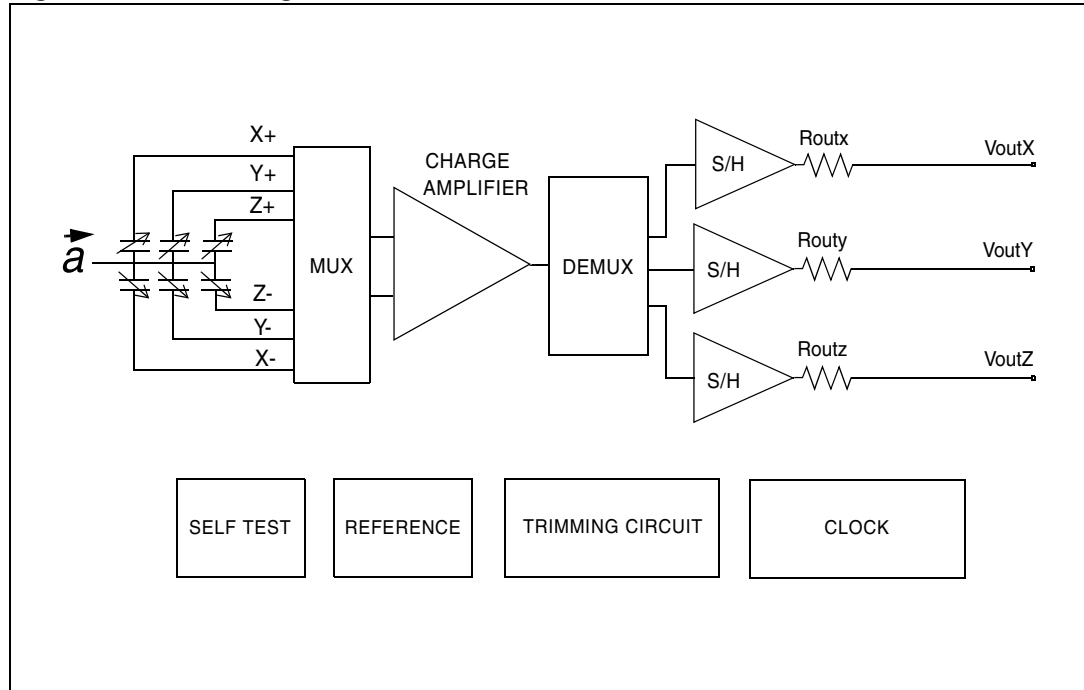 X+
Y+
Z+
a
Z-
Y-
X-
MUX
CHARGE
AMPLIFIER
DEMUX
S/H
Routx
VoutX
S/H
Routy
VoutY
S/H
Routz
VoutZ
SELF TEST
REFERENCE
TRIMMING CIRCUIT
CLOCK